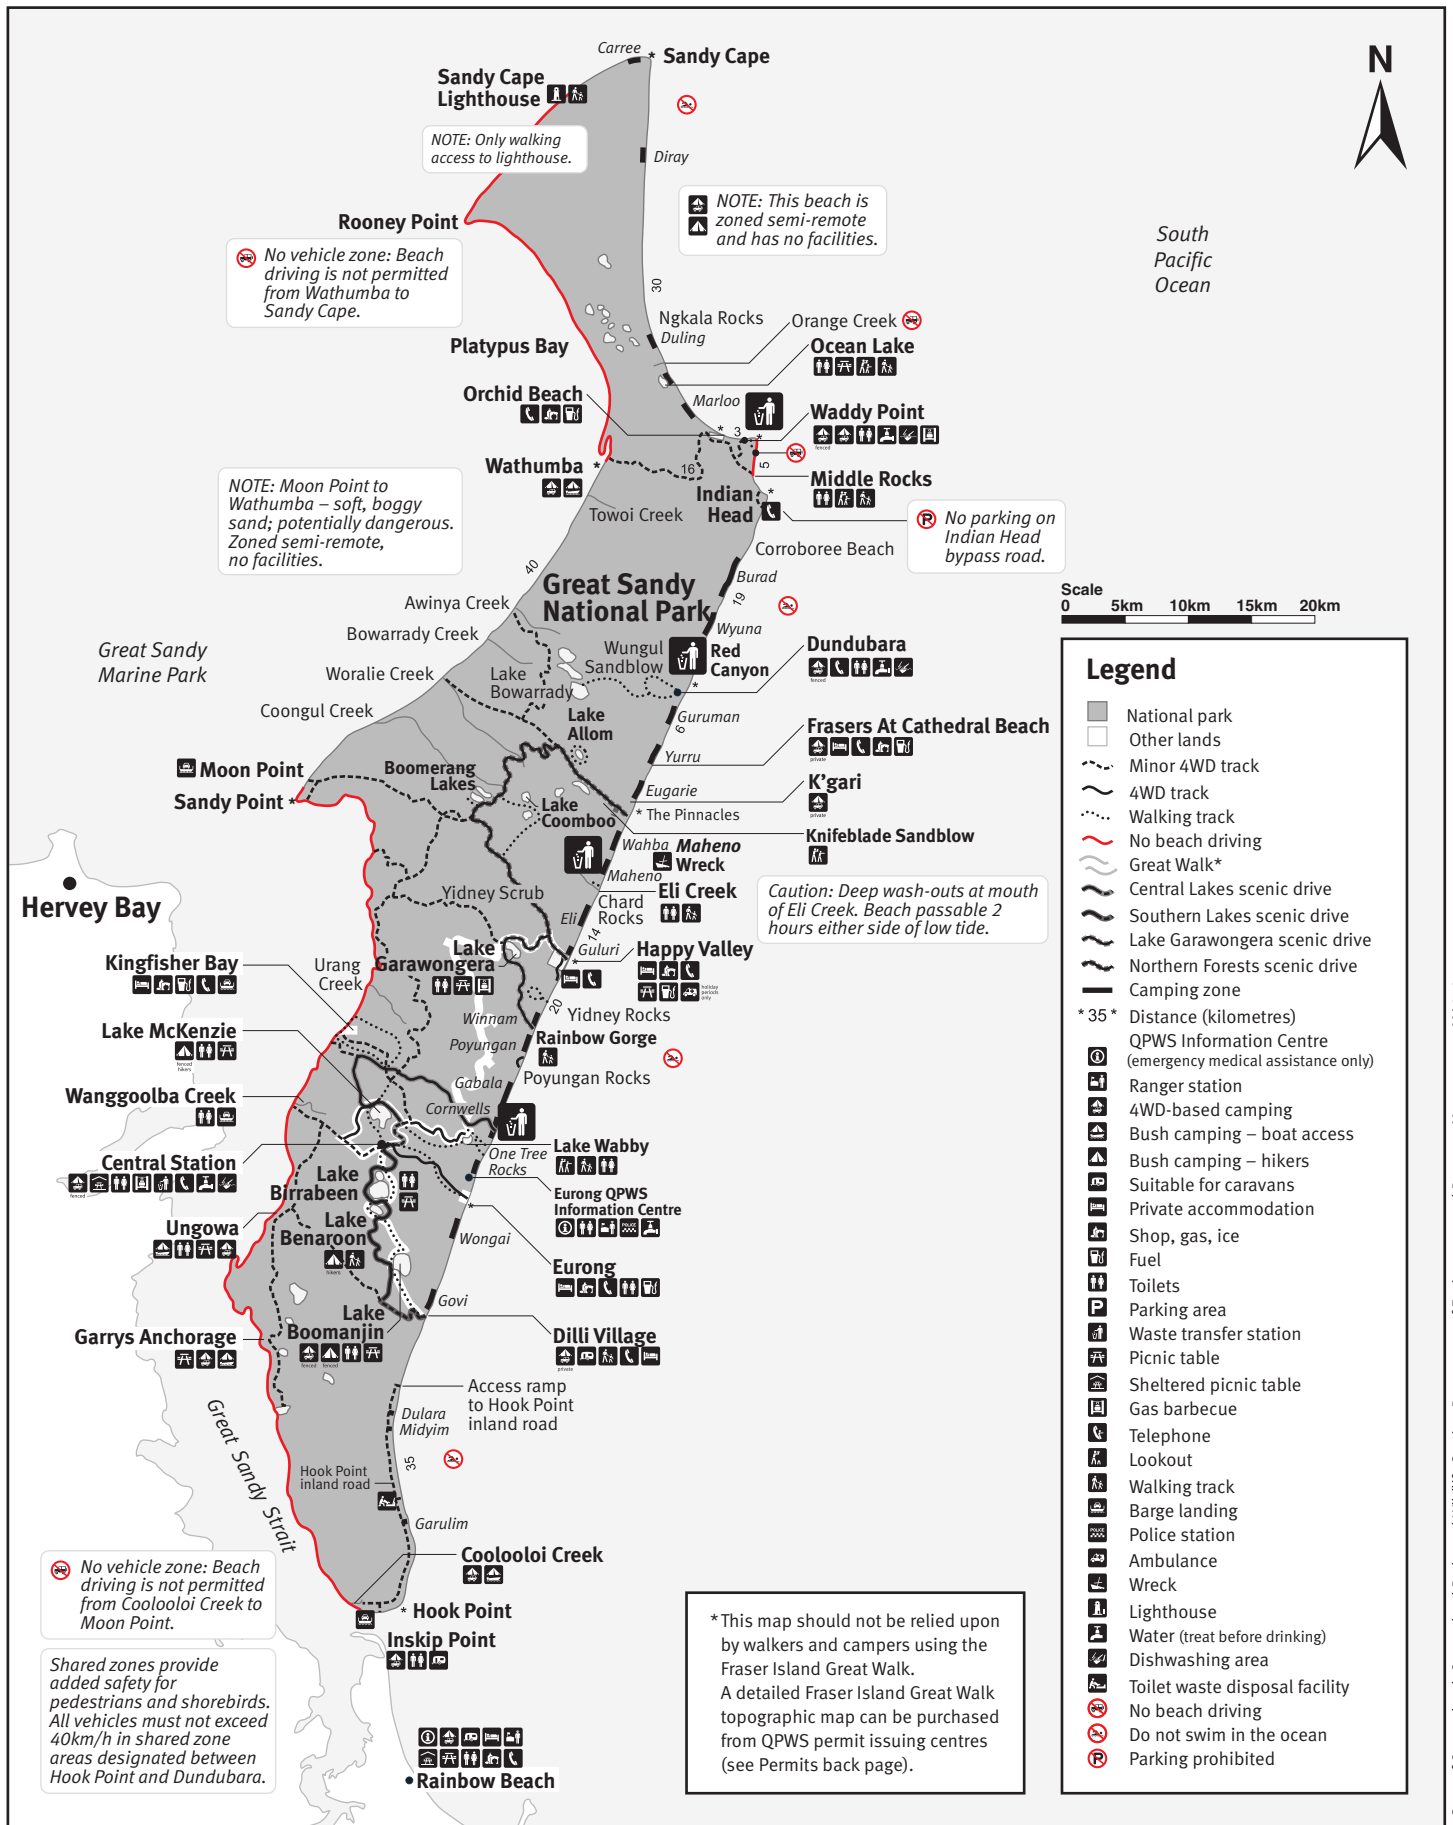 Carree
* Sandy Cape
Sandy Cape
Lighthouse
N
NOTE: Only walking
access to lighthouse.
Diray
Rooney Point
NOTE: This beach is
zoned semi-remote
and has no facilities.
South
Pacific
Ocean
No vehicle zone: Beach
driving is not permitted
from Wathumba to
Sandy Cape.
30
Ngkala Rocks
Duling
Orange Creek
Platypus Bay
Ocean Lake
Orchid Beach
Marloo
Waddy Point
fenced
* 3 *
Wathumba *
16
5
Middle Rocks
Indian
Head
*
NOTE: Moon Point to
Wathumba – soft, boggy
sand; potentially dangerous.
Zoned semi-remote,
no facilities.
Towoi Creek
P No parking on
Indian Head
bypass road.
Corroboree Beach
40
Great Sandy
National Park
Burad
19
Scale
0 5km 10km 15km 20km
Awinya Creek
Bowarrady Creek
Wyuna
Great Sandy
Marine Park
Wungul
Sandblow
Red
Canyon
Dundubara
fenced
Woralie Creek
Lake
Bowarrady
*
Coongul Creek
Lake
Allom
Guruman
6
Frasers At Cathedral Beach
private
Yurru
Moon Point
Boomerang
Lakes
Eugarie
K'gari
private
Sandy Point *
Lake
Coomboo
* The Pinnacles
Knifeblade Sandblow
Wahba
Maheno
Wreck
Maheno
Hervey Bay
Yidney Scrub
Chard
Rocks
Eli Creek
Caution: Deep wash-outs at mouth
of Eli Creek. Beach passable 2
hours either side of low tide.
Eli
14
Guluri
*
Lake
Garawongera
Happy Valley
holiday
periods
only
Kingfisher Bay
Urang
Creek
20
Yidney Rocks
Winnam
Lake McKenzie
fenced
hikers
Poyungan
Rainbow Gorge
Poyungan Rocks
Gabala
Wanggoolba Creek
Cornwells
Central Station
fenced
One Tree
Rocks
Lake Wabby
Lake
Birrabeen
Eurong QPWS
Information Centre
POLICE
*
Ungowa
Lake
Benaroon
hikers
Wongai
Eurong
Govi
Garrys Anchorage
Lake
Boomanjin
fenced fenced
Dilli Village
private
Access ramp
to Hook Point
inland road
Great Sandy Strait
Dulara
Midyim
35
Hook Point
inland road
Garulim
Coolooloi Creek
No vehicle zone: Beach
driving is not permitted
from Coolooloi Creek to
Moon Point.
* Hook Point
Inskip Point
Shared zones provide
added safety for
pedestrians and shorebirds.
All vehicles must not exceed
40km/h in shared zone
areas designated between
Hook Point and Dundubara.
Rainbow Beach
*This map should not be relied upon
by walkers and campers using the
Fraser Island Great Walk.
A detailed Fraser Island Great Walk
topographic map can be purchased
from QPWS permit issuing centres
(see Permits back page).
Legend
National park
Other lands
Minor 4WD track
4WD track
Walking track
No beach driving
Great Walk*
Central Lakes scenic drive
Southern Lakes scenic drive
Lake Garawongera scenic drive
Northern Forests scenic drive
Camping zone
* 35 * Distance (kilometres)
QPWS Information Centre
(emergency medical assistance only)
Ranger station
4WD-based camping
Bush camping – boat access
Bush camping – hikers
Suitable for caravans
Private accommodation
Shop, gas, ice
Fuel
Toilets
P Parking area
Waste transfer station
Picnic table
Sheltered picnic table
Gas barbecue
Telephone
Lookout
Walking track
Barge landing
POLICE Police station
Ambulance
Wreck
Lighthouse
Water (treat before drinking)
Dishwashing area
Toilet waste disposal facility
No beach driving
Do not swim in the ocean
P Parking prohibited